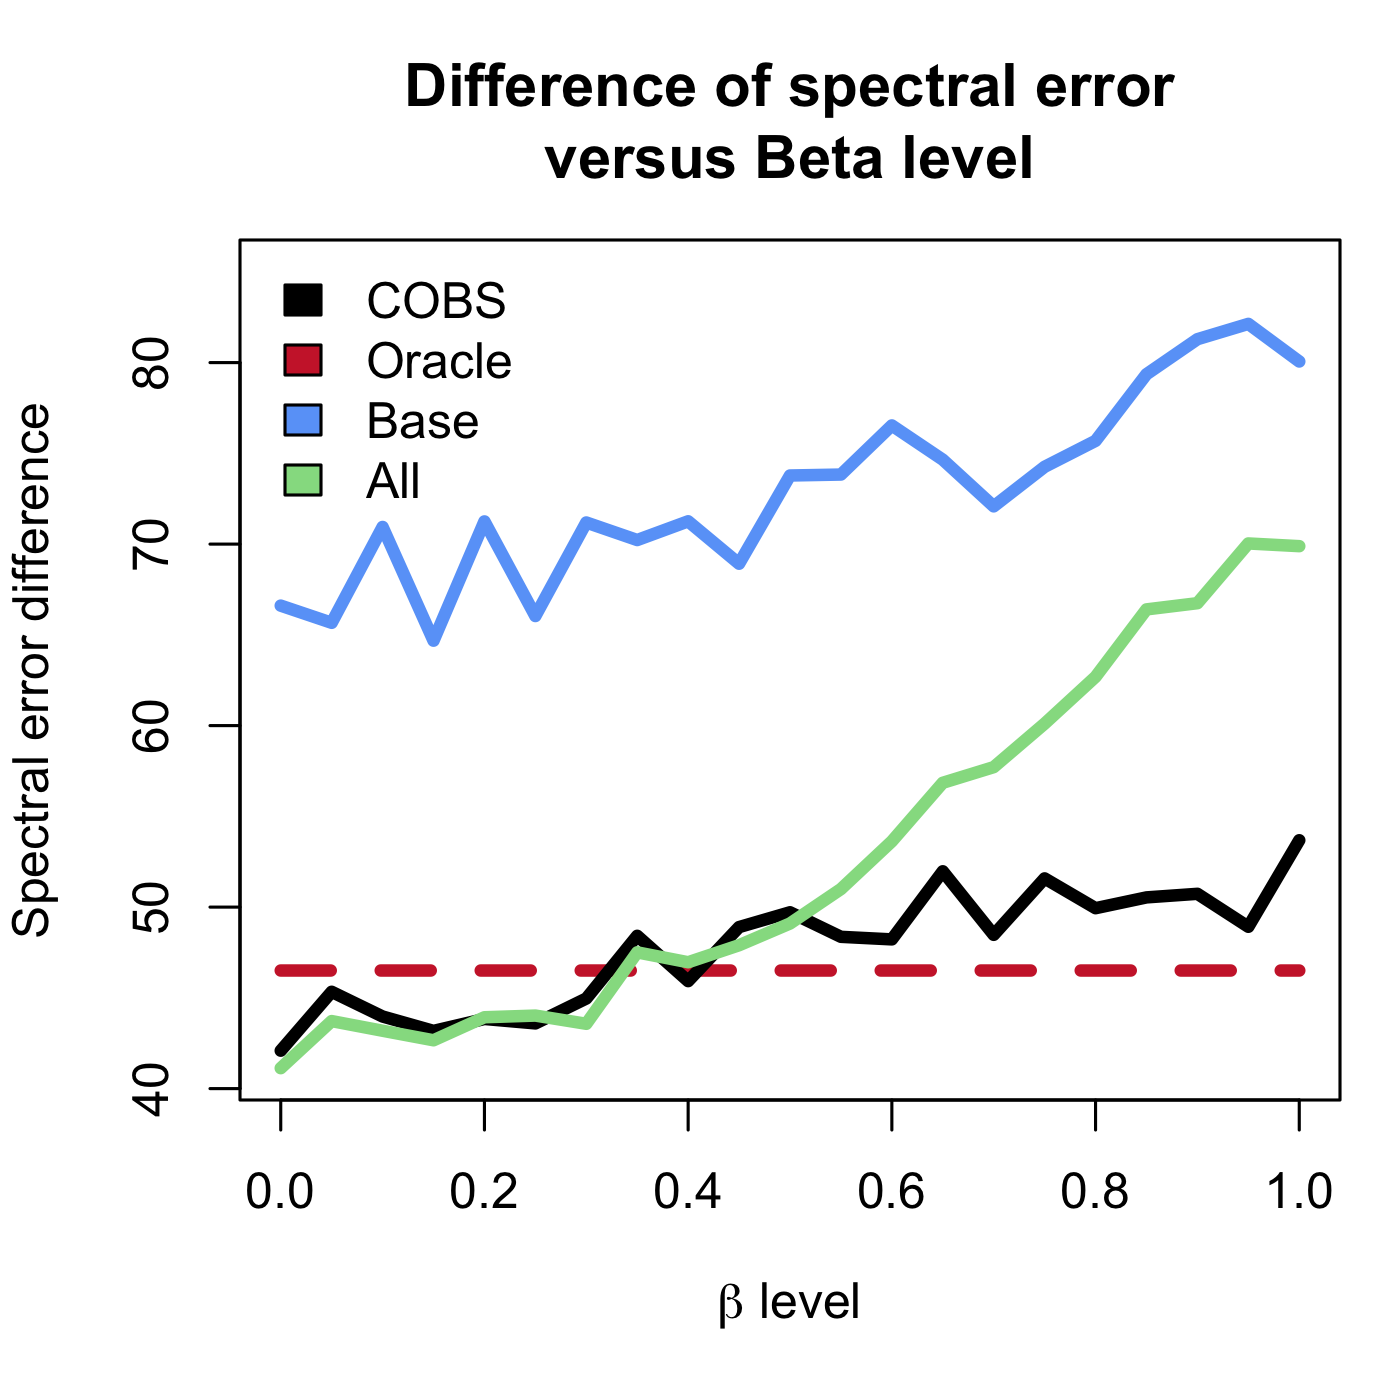 Difference of spectral error
versus Beta level
COBS
Oracle
Base
All
Spectral error difference
80
70
60
50
40
0.0 0.2 0.4 0.6 0.8 1.0
β level